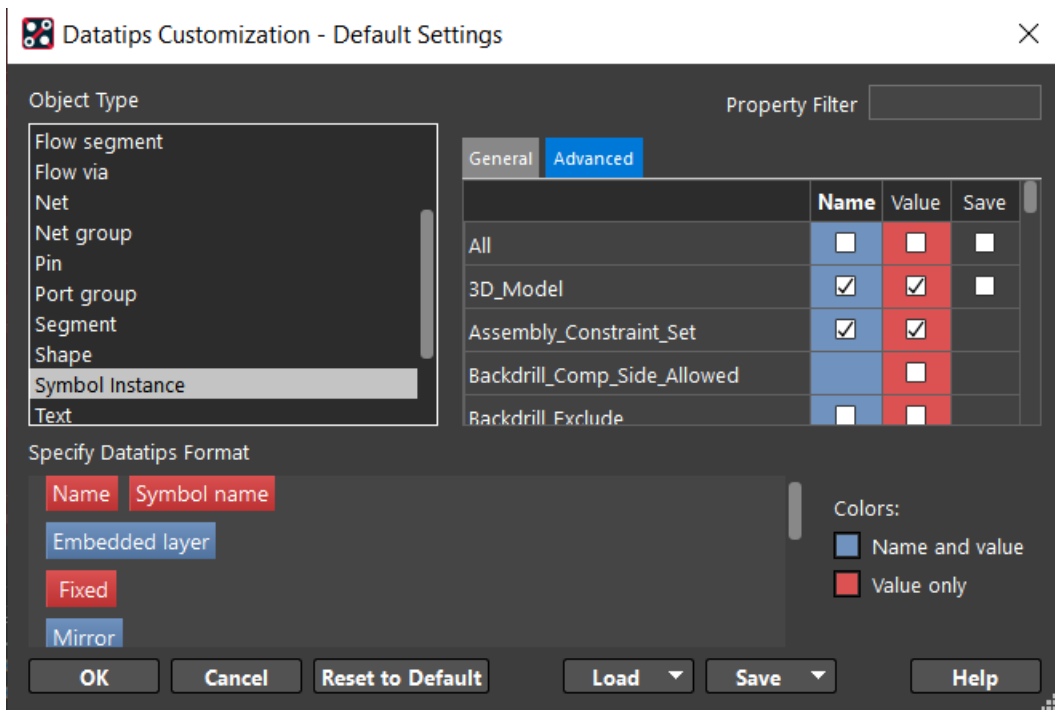 Datatips Customization - Default Settings
Object Type
Property Filter
Flow segment
Flow via
Net
Net group
Pin
Port group
Segment
Shape
Symbol Instance
Text
General Advanced
Name Value Save
All
3D_Model
Assembly_Constraint_Set
Backdrill_Comp_Side_Allowed
Backdrill_Exclude
Specify Datatips Format
Name Symbol name
Embedded layer
Fixed
Mirror
Colors:
Name and value
Value only
OK Cancel Reset to Default Load Save Help